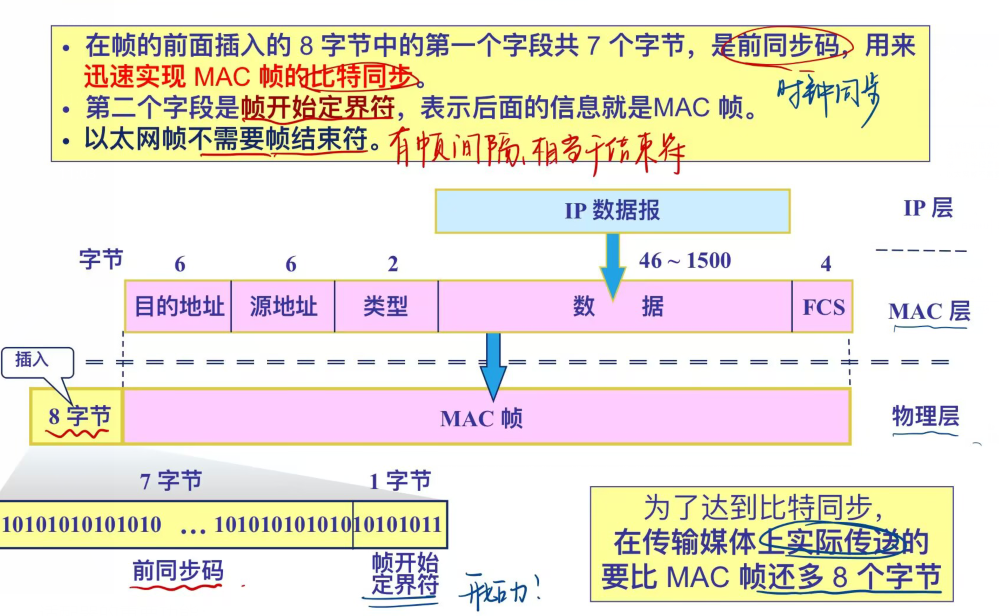 • 在帧的前面插入的 8 字节中的第一个字段共 7 个字节，是前同步码，用来
迅速实现 MAC 帧的比特同步。
时钟同步
• 第二个字段是帧开始定界符，表示后面的信息就是MAC 帧。
• 以太网帧不需要帧结束符。
有帧间隔、相当于结束符
IP 数据报
IP 层
字节
6
6
2
46 ~ 1500
4
目的地址
源地址
类型
数 据
FCS
MAC 层
插入
8 字节
MAC 帧
物理层
7 字节
1 字节
10101010101010 … 10101010101010101011
前同步码
帧开始
定界符
为了达到比特同步，
在传输媒体上实际传送的
要比 MAC 帧还多 8 个字节